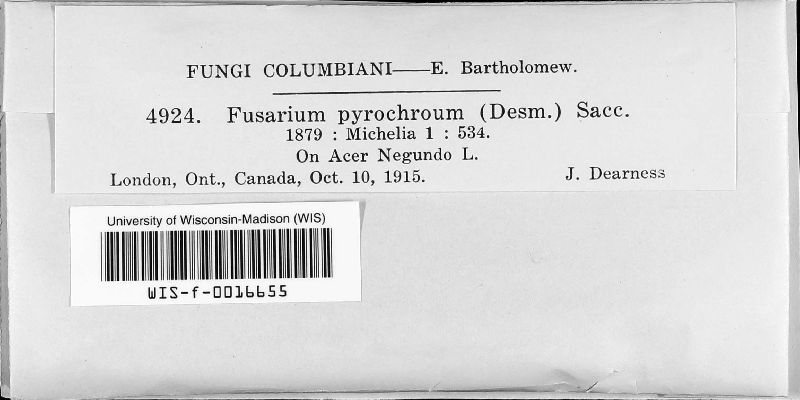 FUNGI COLUMBIANI—E. Bartholomew.
4924. Fusarium pyrochroum (Desm.) Sacc.
1879 : Michelia 1 : 534.
On Acer Negundo L.
London, Ont., Canada, Oct. 10, 1915. J. Dearness
University of Wisconsin-Madison (WIS)
WIS-f-0016655